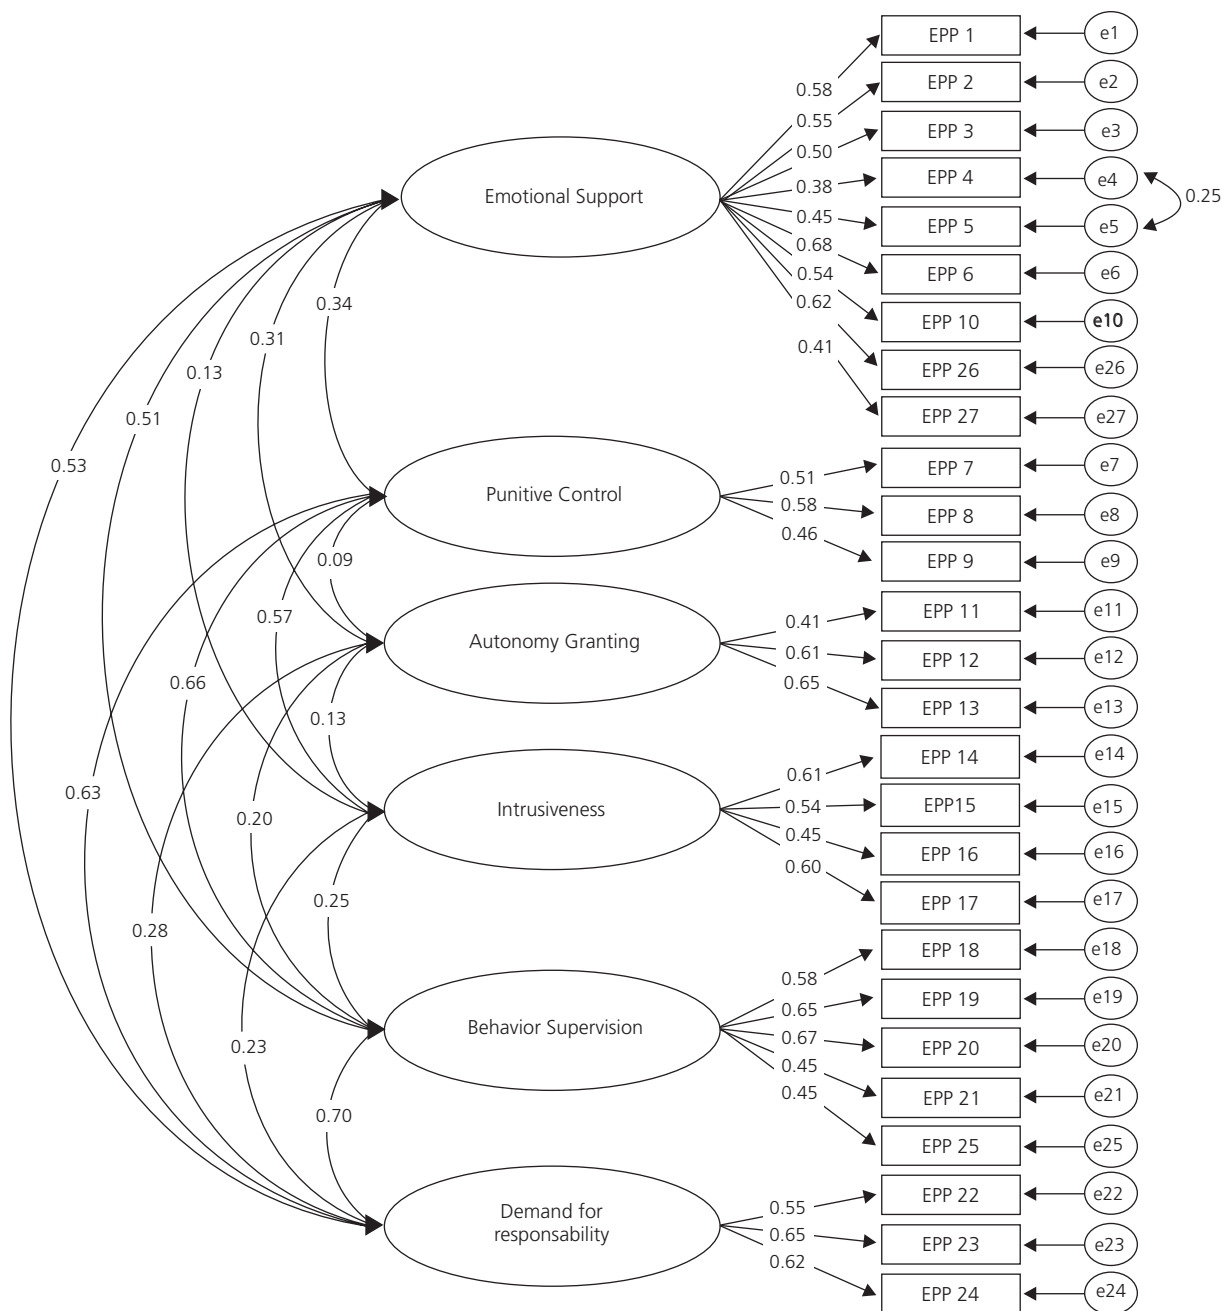 EPP 1
e1
0.58
EPP 2
e2
0.55
EPP 3
e3
0.50
Emotional Support
EPP 4
e4
0.38
0.25
EPP 5
e5
0.45
EPP 6
e6
0.68
0.54
EPP 10
e10
0.62
EPP 26
e26
0.41
EPP 27
e27
0.34
0.31
0.13
0.51
0.53
Punitive Control
0.51
EPP 7
e7
0.58
EPP 8
e8
0.46
EPP 9
e9
0.09
0.57
0.66
0.63
Autonomy Granting
0.41
EPP 11
e11
0.61
EPP 12
e12
0.65
EPP 13
e13
0.13
0.20
0.28
Intrusiveness
0.61
EPP 14
e14
0.54
EPP15
e15
0.45
EPP 16
e16
0.60
EPP 17
e17
0.25
0.23
Behavior Supervision
0.58
EPP 18
e18
0.65
EPP 19
e19
0.67
EPP 20
e20
0.45
EPP 21
e21
0.45
EPP 25
e25
0.70
Demand for
responsability
0.55
EPP 22
e22
0.65
EPP 23
e23
0.62
EPP 24
e24